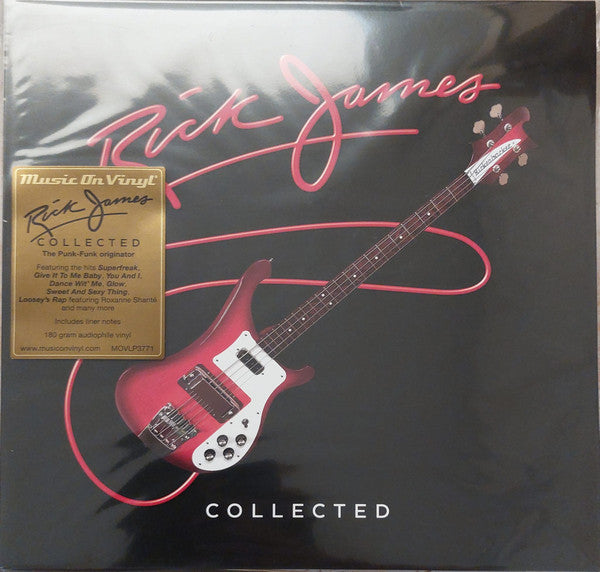 Rick James
Rickenbacker
Music On Vinyl
Rick James
COLLECTED
The Punk-Funk originator
Featuring the hits Superfreak,
Give It To Me Baby, You And I,
Dance Wit' Me, Glow,
Sweet And Sexy Thing,
Loosey's Rap featuring Roxanne Shanté
and many more
Includes liner notes
180 gram audiophile vinyl
www.musiconvinyl.com MOVLP3771
COLLECTED